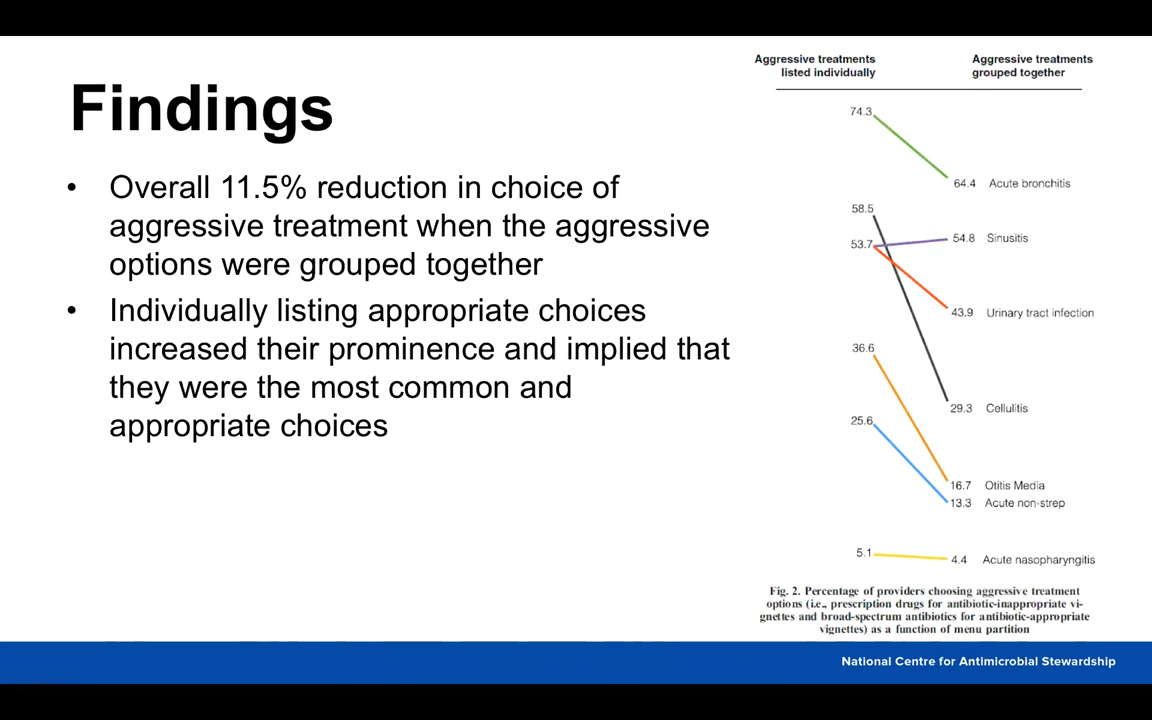 Findings
• Overall 11.5% reduction in choice of
aggressive treatment when the aggressive
options were grouped together
• Individually listing appropriate choices
increased their prominence and implied that
they were the most common and
appropriate choices
Aggressive treatments
listed individually
Aggressive treatments
grouped together
74.3
64.4 Acute bronchitis
58.5
53.7
54.8 Sinusitis
43.9 Urinary tract infection
36.6
29.3 Cellulitis
25.6
16.7 Otitis Media
13.3 Acute non-strep
5.1
4.4 Acute nasopharyngitis
Fig. 2. Percentage of providers choosing aggressive treatment
options (i.e., prescription drugs for antibiotic-inappropriate vi-
gnettes and broad-spectrum antibiotics for antibiotic-appropriate
vignettes) as a function of menu partition
National Centre for Antimicrobial Stewardship